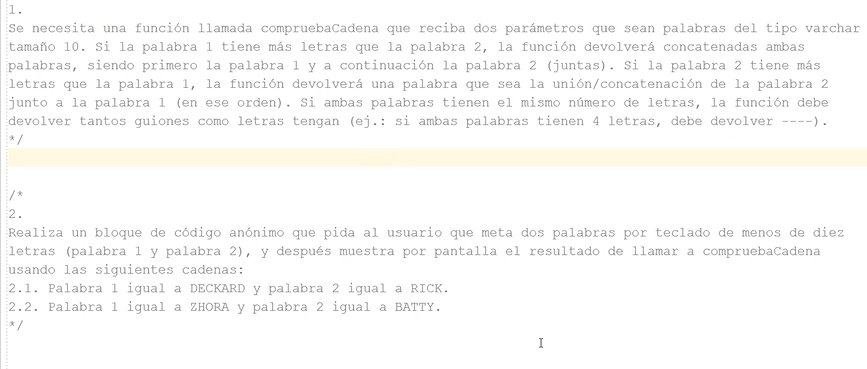 1.
Se necesita una función llamada compruebaCadena que reciba dos parámetros que sean palabras del tipo varchar
tamaño 10. Si la palabra 1 tiene más letras que la palabra 2, la función devolverá concatenadas ambas
palabras, siendo primero la palabra 1 y a continuación la palabra 2 (juntas). Si la palabra 2 tiene más
letras que la palabra 1, la función devolverá una palabra que sea la unión/concatenación de la palabra 2
junto a la palabra 1 (en ese orden). Si ambas palabras tienen el mismo número de letras, la función debe
devolver tantos guiones como letras tengan (ej.: si ambas palabras tienen 4 letras, debe devolver ----).
*/
/*
2.
Realiza un bloque de código anónimo que pida al usuario que meta dos palabras por teclado de menos de diez
letras (palabra 1 y palabra 2), y después muestra por pantalla el resultado de llamar a compruebaCadena
usando las siguientes cadenas:
2.1. Palabra 1 igual a DECKARD y palabra 2 igual a RICK.
2.2. Palabra 1 igual a ZHORA y palabra 2 igual a BATTY.
*/